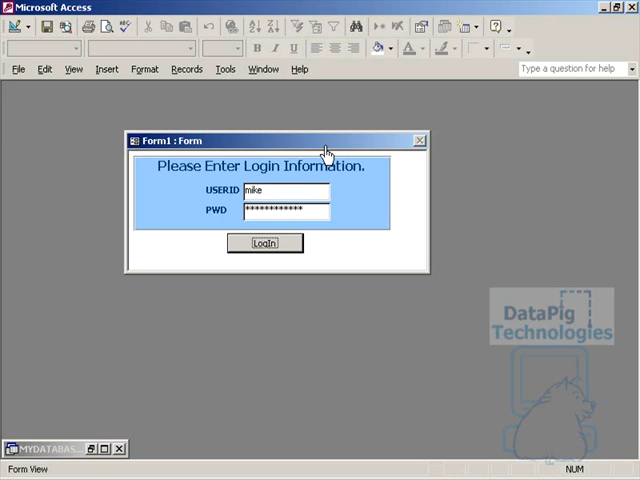 Microsoft Access
File Edit View Insert Format Records Tools Window Help
Type a question for help
Form1 : Form
Please Enter Login Information.
USERID mike
PWD ************
LogIn
DataPig
Technologies
MYDATABAS...
Form View
NUM